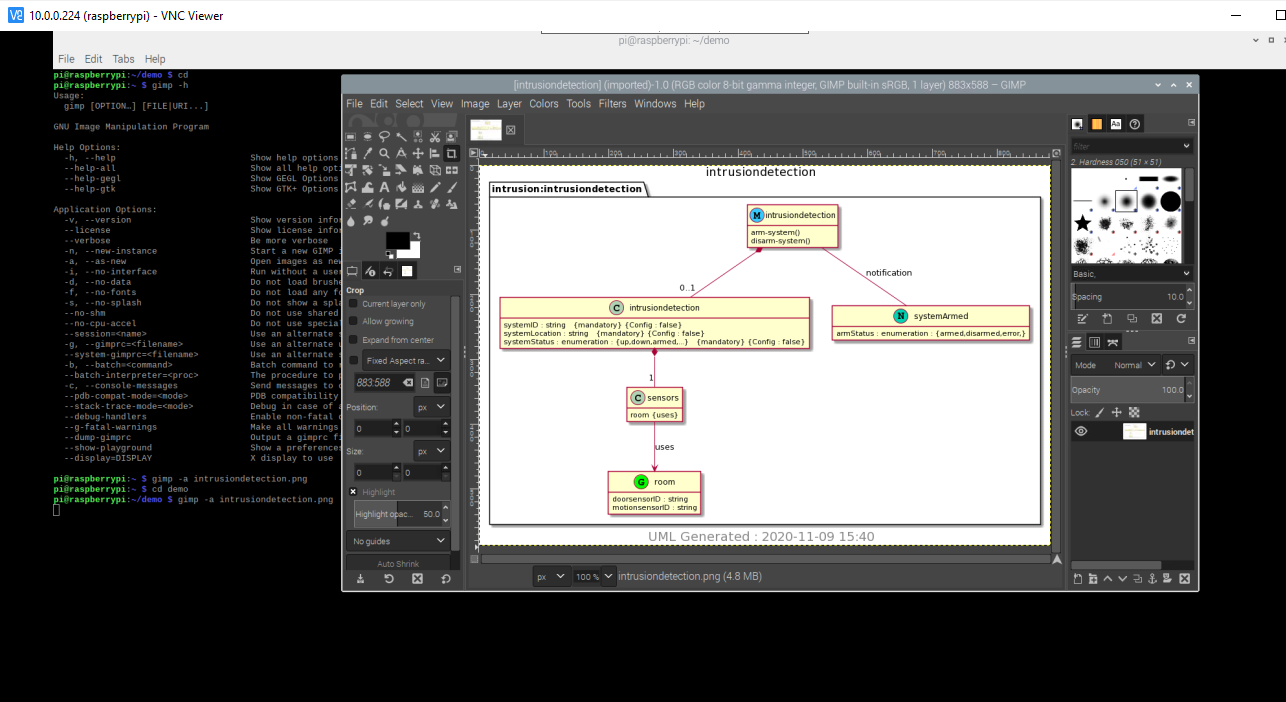 10.0.0.224 (raspberrypi) - VNC Viewer
pi@raspberrypi: ~/demo
File Edit Tabs Help
pi@raspberrypi:~/demo $ cd
pi@raspberrypi:~ $ gimp -h
Usage:
gimp [OPTION…] [FILE|URI...]
GNU Image Manipulation Program
Help Options:
-h, --help Show help options
--help-all Show all help opti
--help-gegl Show GEGL Options
--help-gtk Show GTK+ Options
Application Options:
-v, --version Show version infor
--license Show license infor
--verbose Be more verbose
-n, --new-instance Start a new GIMP i
-a, --as-new Open images as new
-i, --no-interface Run without a user
-d, --no-data Do not load brushe
-f, --no-fonts Do not load any fo
-s, --no-splash Do not show a spla
--no-shm Do not use shared
--no-cpu-accel Do not use special
--session=<name> Use an alternate s
-g, --gimprc=<filename> Use an alternate u
--system-gimprc=<filename> Use an alternate s
-b, --batch=<command> Batch command to r
--batch-interpreter=<proc> The procedure to p
-c, --console-messages Send messages to c
--pdb-compat-mode=<mode> PDB compatibility
--stack-trace-mode=<mode> Debug in case of a
--debug-handlers Enable non-fatal d
--g-fatal-warnings Make all warnings
--dump-gimprc Output a gimprc fi
--show-playground Show a preferences
--display=DISPLAY X display to use
pi@raspberrypi:~ $ gimp -a intrusiondetection.png
pi@raspberrypi:~ $ cd demo
pi@raspberrypi:~/demo $ gimp -a intrusiondetection.png
[intrusiondetection] (imported)-1.0 (RGB color 8-bit gamma integer, GIMP built-in sRGB, 1 layer) 883x588 – GIMP
File Edit Select View Image Layer Colors Tools Filters Windows Help
Crop
Current layer only
Allow growing
Expand from center
Fixed Aspect ra...
883:588
Position: px
0 0
Size: px
0 0
Highlight
Highlight opac... 50.0
No guides
Auto Shrink
intrusiondetection
intrusion:intrusiondetection
M intrusiondetection
arm-system()
disarm-system()
0..1
notification
C intrusiondetection
systemID : string {mandatory} {Config : false}
systemLocation : string {mandatory} {Config : false}
systemStatus : enumeration : {up,down,armed,...} {mandatory} {Config : false}
N systemArmed
armStatus : enumeration : {armed,disarmed,error,}
1
C sensors
room {uses}
uses
G room
doorsensorID : string
motionsensorID : string
UML Generated : 2020-11-09 15:40
px 100 % intrusiondetection.png (4.8 MB)
filter
2. Hardness 050 (51 × 51)
Basic,
Spacing 10.0
Mode Normal
Opacity 100.0
Lock:
intrusiondet